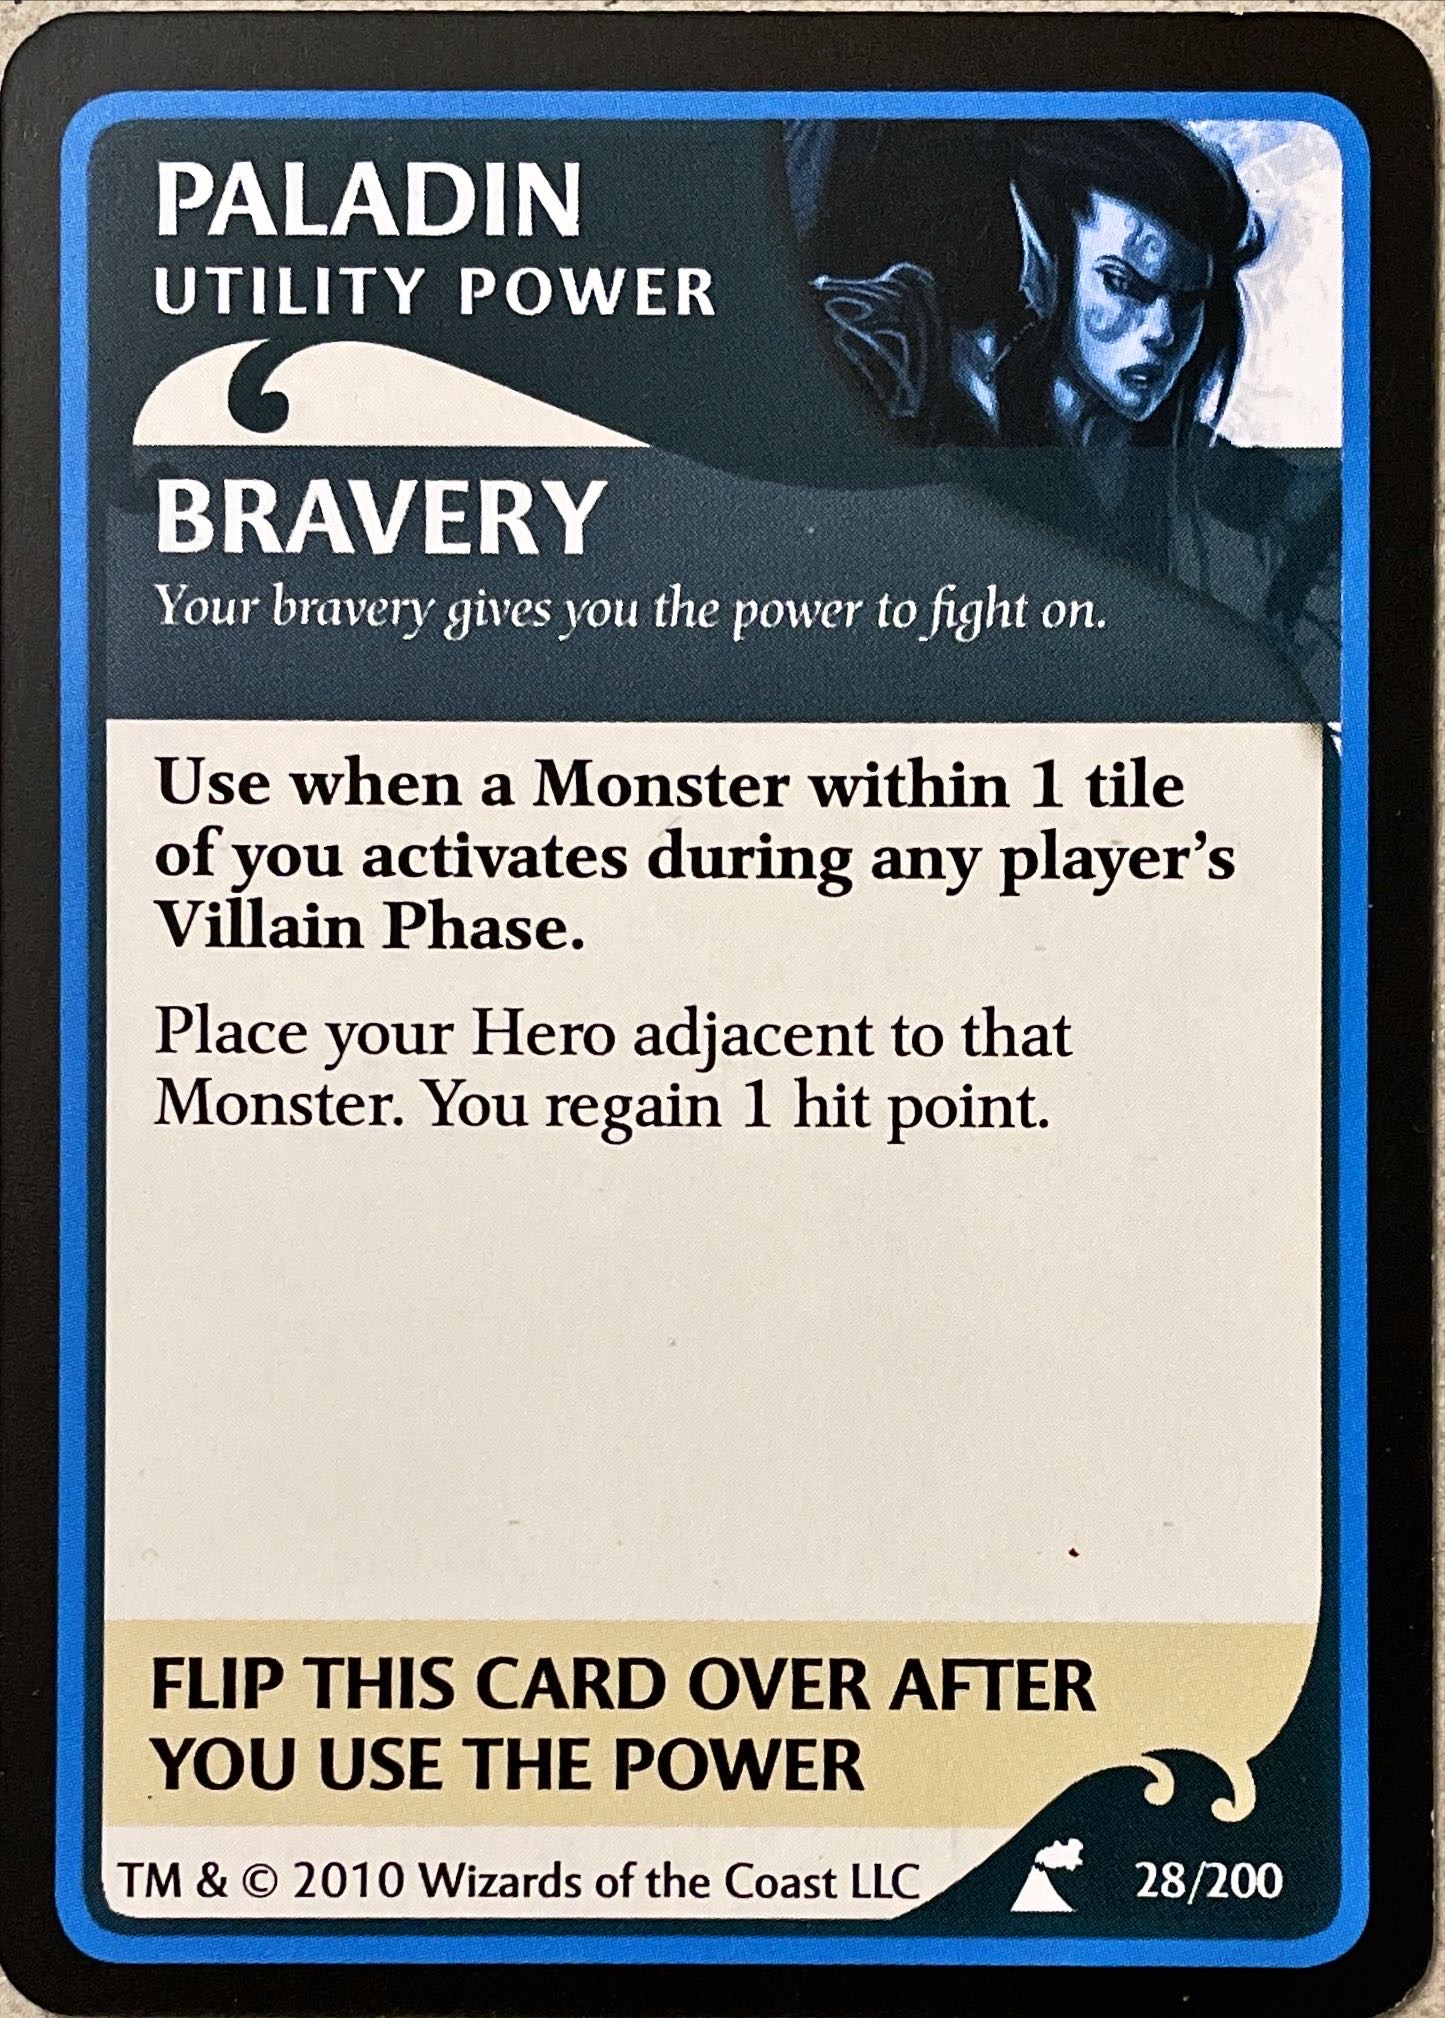 PALADIN
UTILITY POWER
BRAVERY
Your bravery gives you the power to fight on.
Use when a Monster within 1 tile
of you activates during any player's
Villain Phase.
Place your Hero adjacent to that
Monster. You regain 1 hit point.
FLIP THIS CARD OVER AFTER
YOU USE THE POWER
TM & © 2010 Wizards of the Coast LLC
28/200